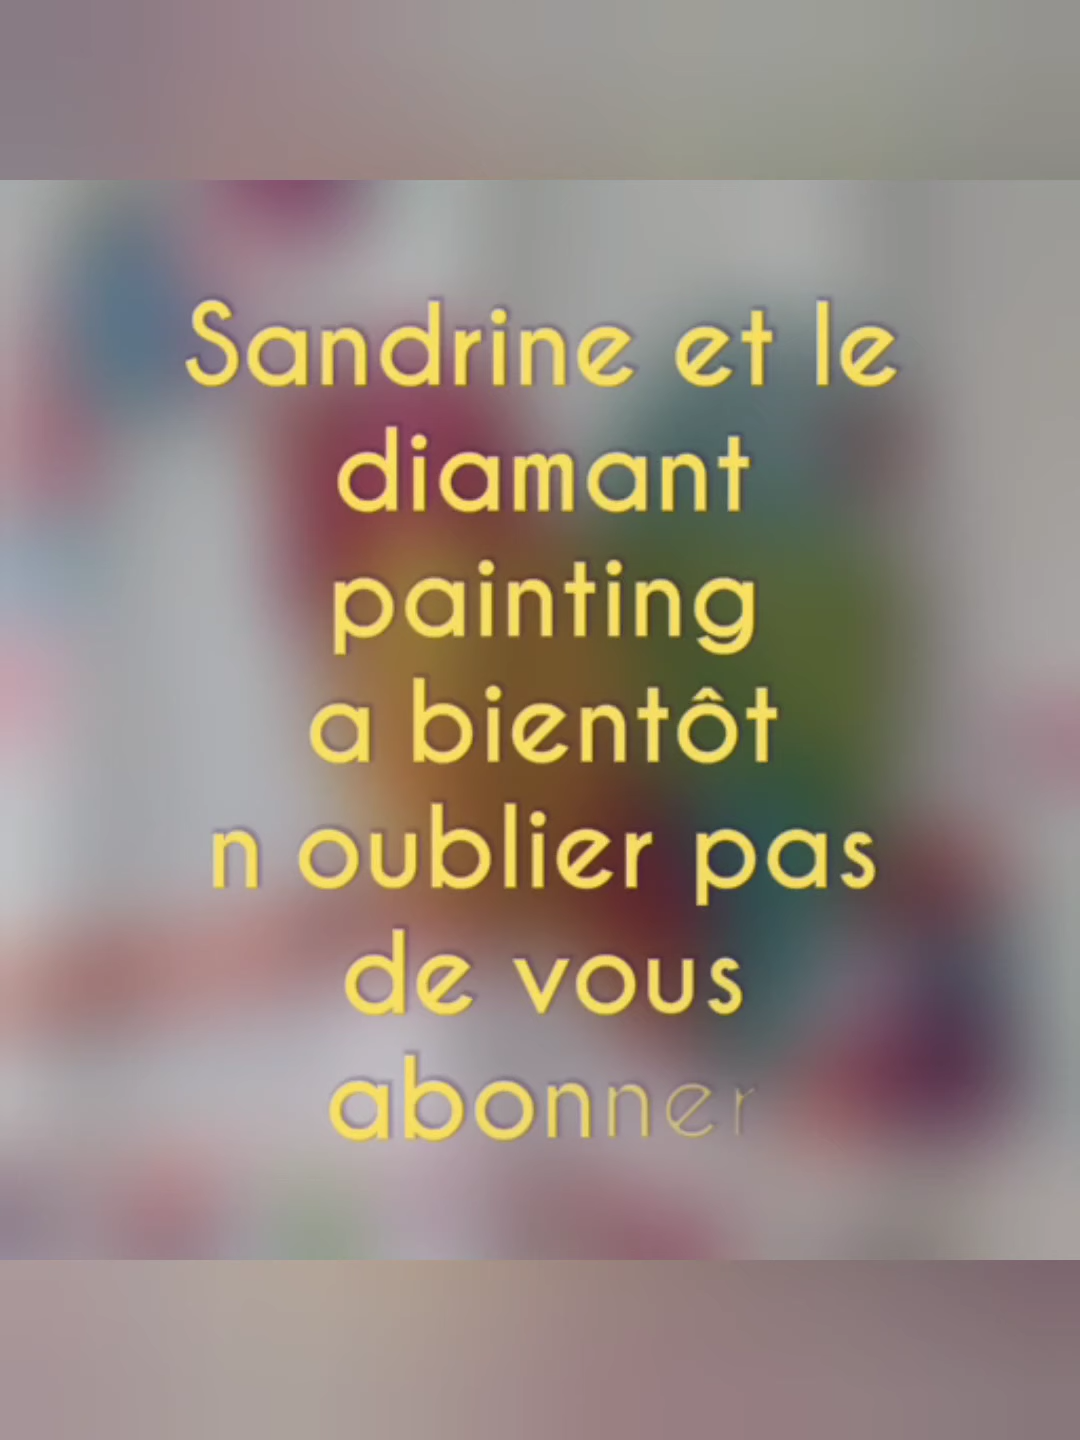 Sandrine et le
diamant
painting
a bientôt
n oublier pas
de vous
abonner